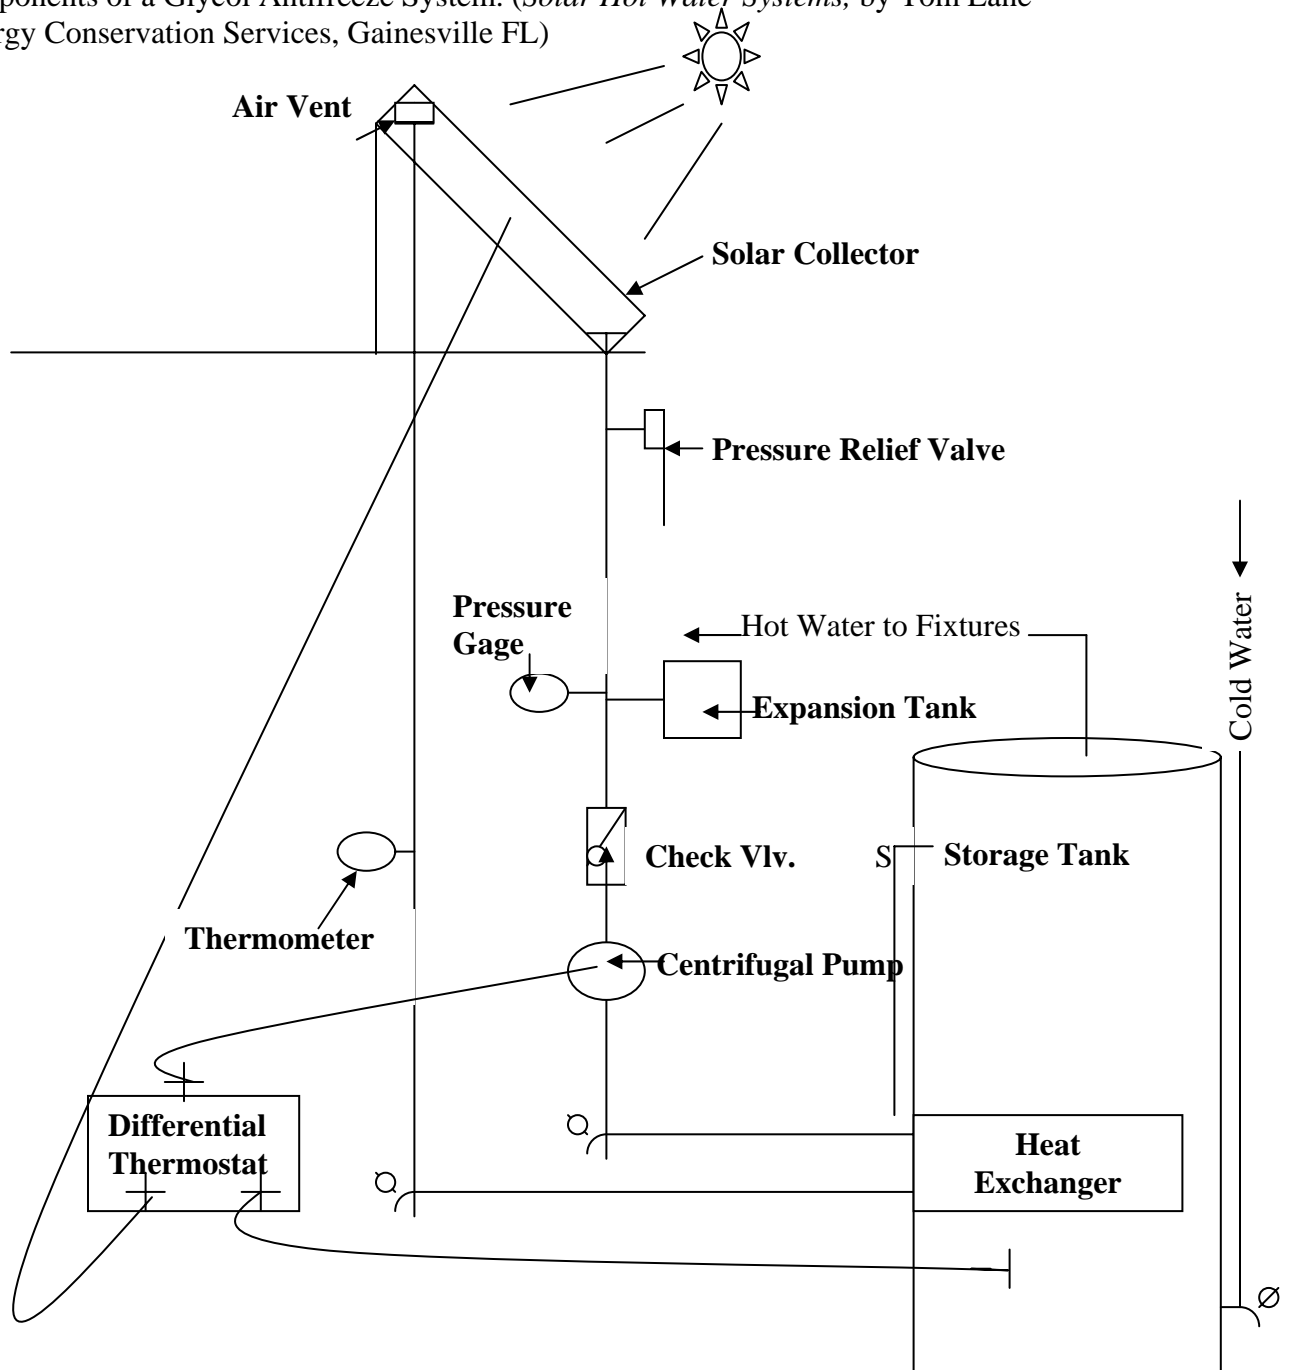 ponents of a Glycol Antifreeze System. (Solar Hot Water Systems, by Tom Lane
rgy Conservation Services, Gainesville FL)
Air Vent
Solar Collector
Pressure Relief Valve
Pressure
Gage
Hot Water to Fixtures
Cold Water
Expansion Tank
Check Vlv.
S
Storage Tank
Thermometer
Centrifugal Pump
Differential
Thermostat
Heat
Exchanger